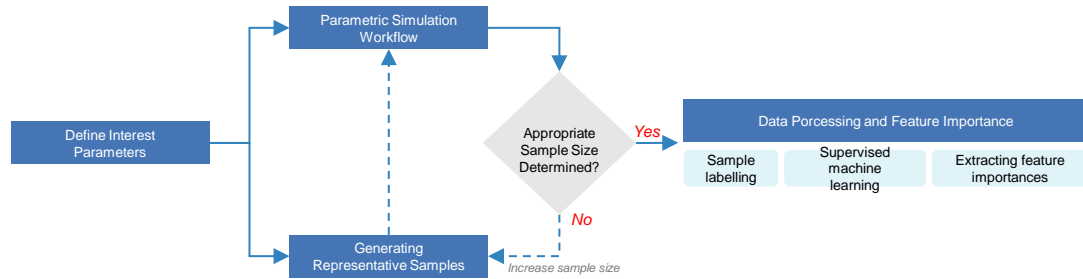 Parametric Simulation
Workflow
Define Interest
Parameters
Appropriate
Sample Size
Determined?
Yes
No
Data Porcessing and Feature Importance
Sample
labelling
Supervised
machine
learning
Extracting feature
importances
Generating
Representative Samples
Increase sample size